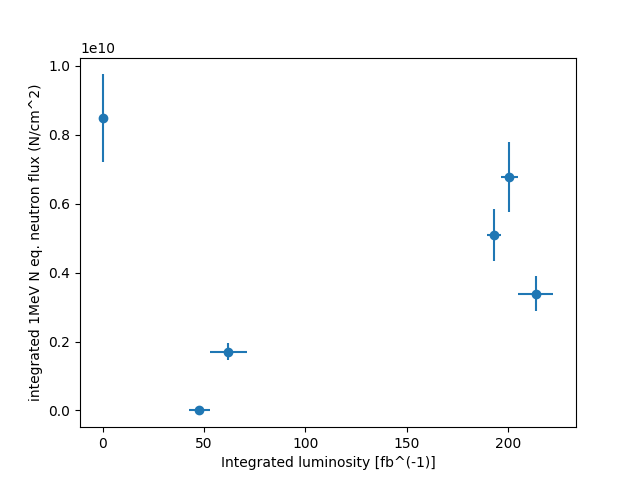 1e10
1.0
0.8
0.6
0.4
0.2
0.0
integrated 1MeV N eq. neutron flux (N/cm^2)
0 50 100 150 200
Integrated luminosity [fb^(-1)]